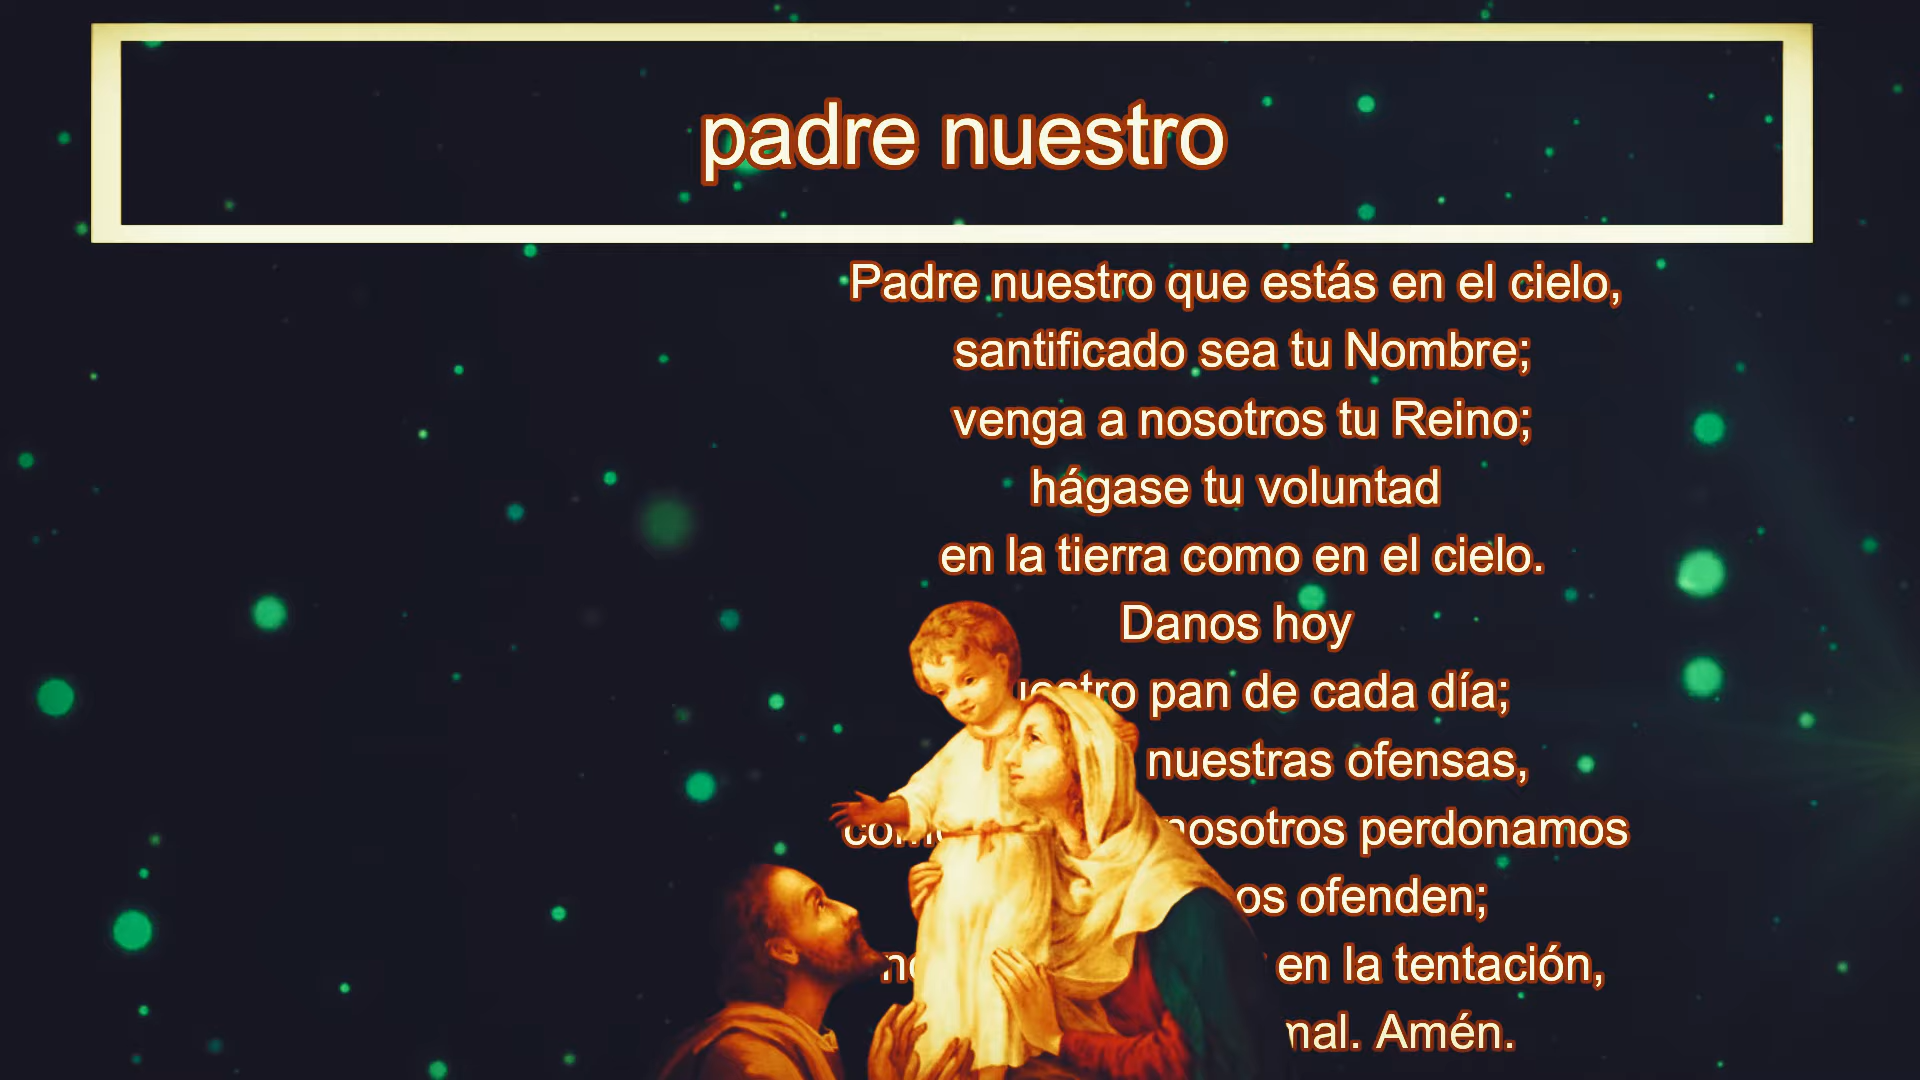 padre nuestro
Padre nuestro que estás en el cielo,
santificado sea tu Nombre;
venga a nosotros tu Reino;
hágase tu voluntad
en la tierra como en el cielo.
Danos hoy
pan de cada día;
nuestras ofensas,
nosotros perdonamos
ofenden;
en la tentación,
mal. Amén.